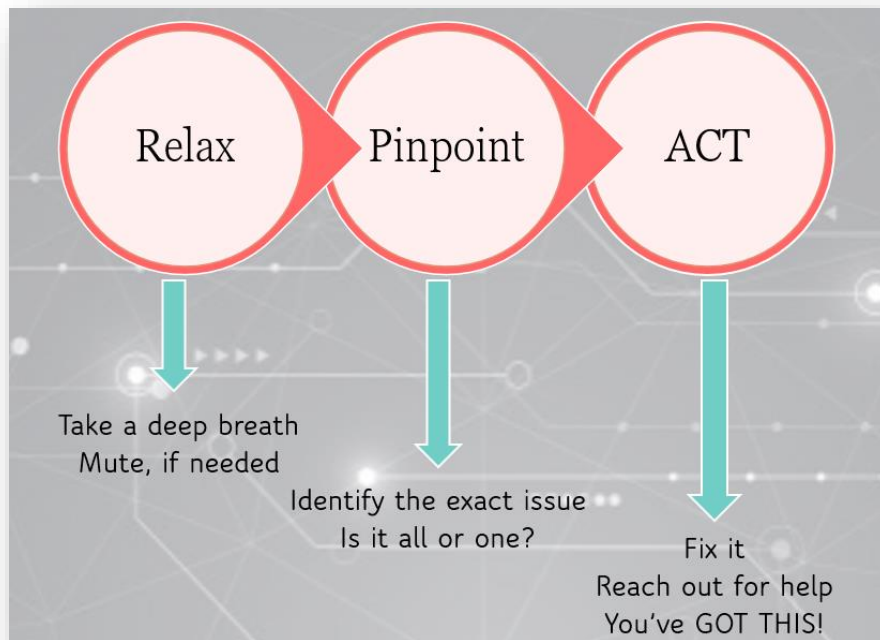 Relax
Pinpoint
ACT
Take a deep breath
Mute, if needed
Identify the exact issue
Is it all or one?
Fix it
Reach out for help
You've GOT THIS!